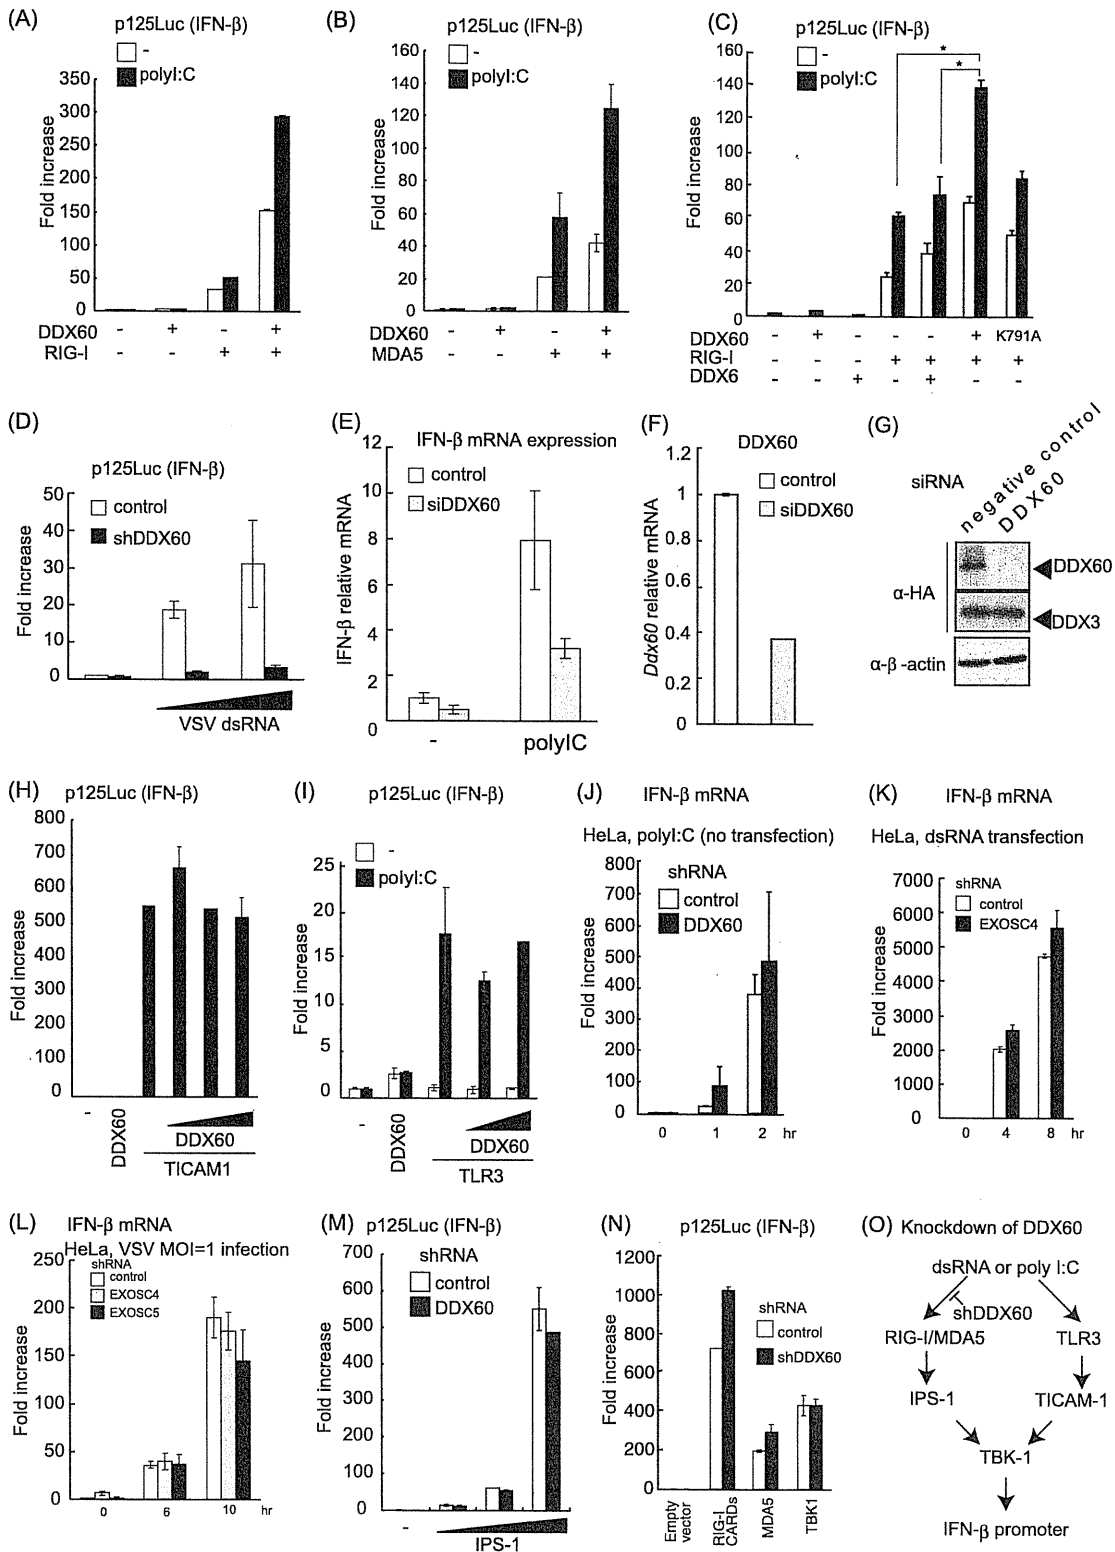 (A)
p125Luc (IFN-β)
-
polyI:C
Fold increase
350
300
250
200
150
100
50
0
DDX60 - + - +
RIG-I - - + +
(B)
p125Luc (IFN-β)
-
polyI:C
Fold increase
160
140
120
100
80
60
40
20
0
DDX60 - + - +
MDA5 - - + +
(C)
p125Luc (IFN-β)
-
polyI:C
*
*
Fold increase
160
140
120
100
80
60
40
20
0
DDX60 - + - - - + K791A
RIG-I - - - + + + +
DDX6 - - + - + - -
(D)
p125Luc (IFN-β)
control
shDDX60
Fold increase
50
40
30
20
10
0
VSV dsRNA
(E)
IFN-β mRNA expression
control
siDDX60
IFN-β relative mRNA
12
10
8
6
4
2
0
- polyIC
(F)
DDX60
control
siDDX60
Ddx60 relative mRNA
1.2
1
0.8
0.6
0.4
0.2
0
(G)
siRNA
negative control
DDX60
α-HA
DDX60
DDX3
α-β-actin
(H)
p125Luc (IFN-β)
Fold increase
800
700
600
500
400
300
200
100
0
-
DDX60
DDX60
TICAM1
(I)
p125Luc (IFN-β)
-
polyI:C
Fold increase
25
20
15
10
5
0
-
DDX60
DDX60
TLR3
(J)
IFN-β mRNA
HeLa, polyI:C (no transfection)
shRNA
control
DDX60
Fold increase
800
700
600
500
400
300
200
100
0
0 1 2 hr
(K)
IFN-β mRNA
HeLa, dsRNA transfection
shRNA
control
EXOSC4
Fold increase
7000
6000
5000
4000
3000
2000
1000
0
0 4 8 hr
(L)
IFN-β mRNA
HeLa, VSV MOI=1 infection
shRNA
control
EXOSC4
EXOSC5
Fold increase
250
200
150
100
50
0
0 6 10 hr
(M)
p125Luc (IFN-β)
shRNA
control
DDX60
Fold increase
700
600
500
400
300
200
100
0
-
IPS-1
(N)
p125Luc (IFN-β)
shRNA
control
shDDX60
Fold increase
1200
1000
800
600
400
200
0
Empty
vector
RIG-I
CARDs
MDA5
TBK1
(O)
Knockdown of DDX60
dsRNA or poly I:C
shDDX60
RIG-I/MDA5 TLR3
IPS-1 TICAM-1
TBK-1
IFN-β promoter